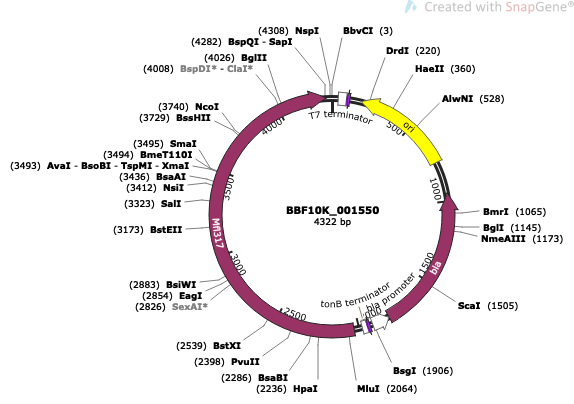 Created with SnapGene®
(4308) NspI
BbvCI (3)
(4282) BspQI - SapI
DrdI (220)
(4026) BglII
HaeII (360)
(4008) BspDI* - ClaI*
AlwNI (528)
(3740) NcoI
(3729) BssHII
T7 terminator
ori
4000
500
(3495) SmaI
(3494) BmeT110I
(3493) AvaI - BsoBI - TspMI - XmaI
(3436) BsaAI
(3412) NsiI
3500
1000
(3323) SalI
BBF10K_001550
4322 bp
BmrI (1065)
BglI (1145)
NmeAIII (1173)
(3173) BstEII
Mfl317
3000
1500
bla
(2883) BsiWI
(2854) EagI
(2826) SexAI*
tonB terminator
bla promoter
ScaI (1505)
2500
(2539) BstXI
(2398) PvuII
(2286) BsaBI
(2236) HpaI
MluI (2064)
BsgI (1906)